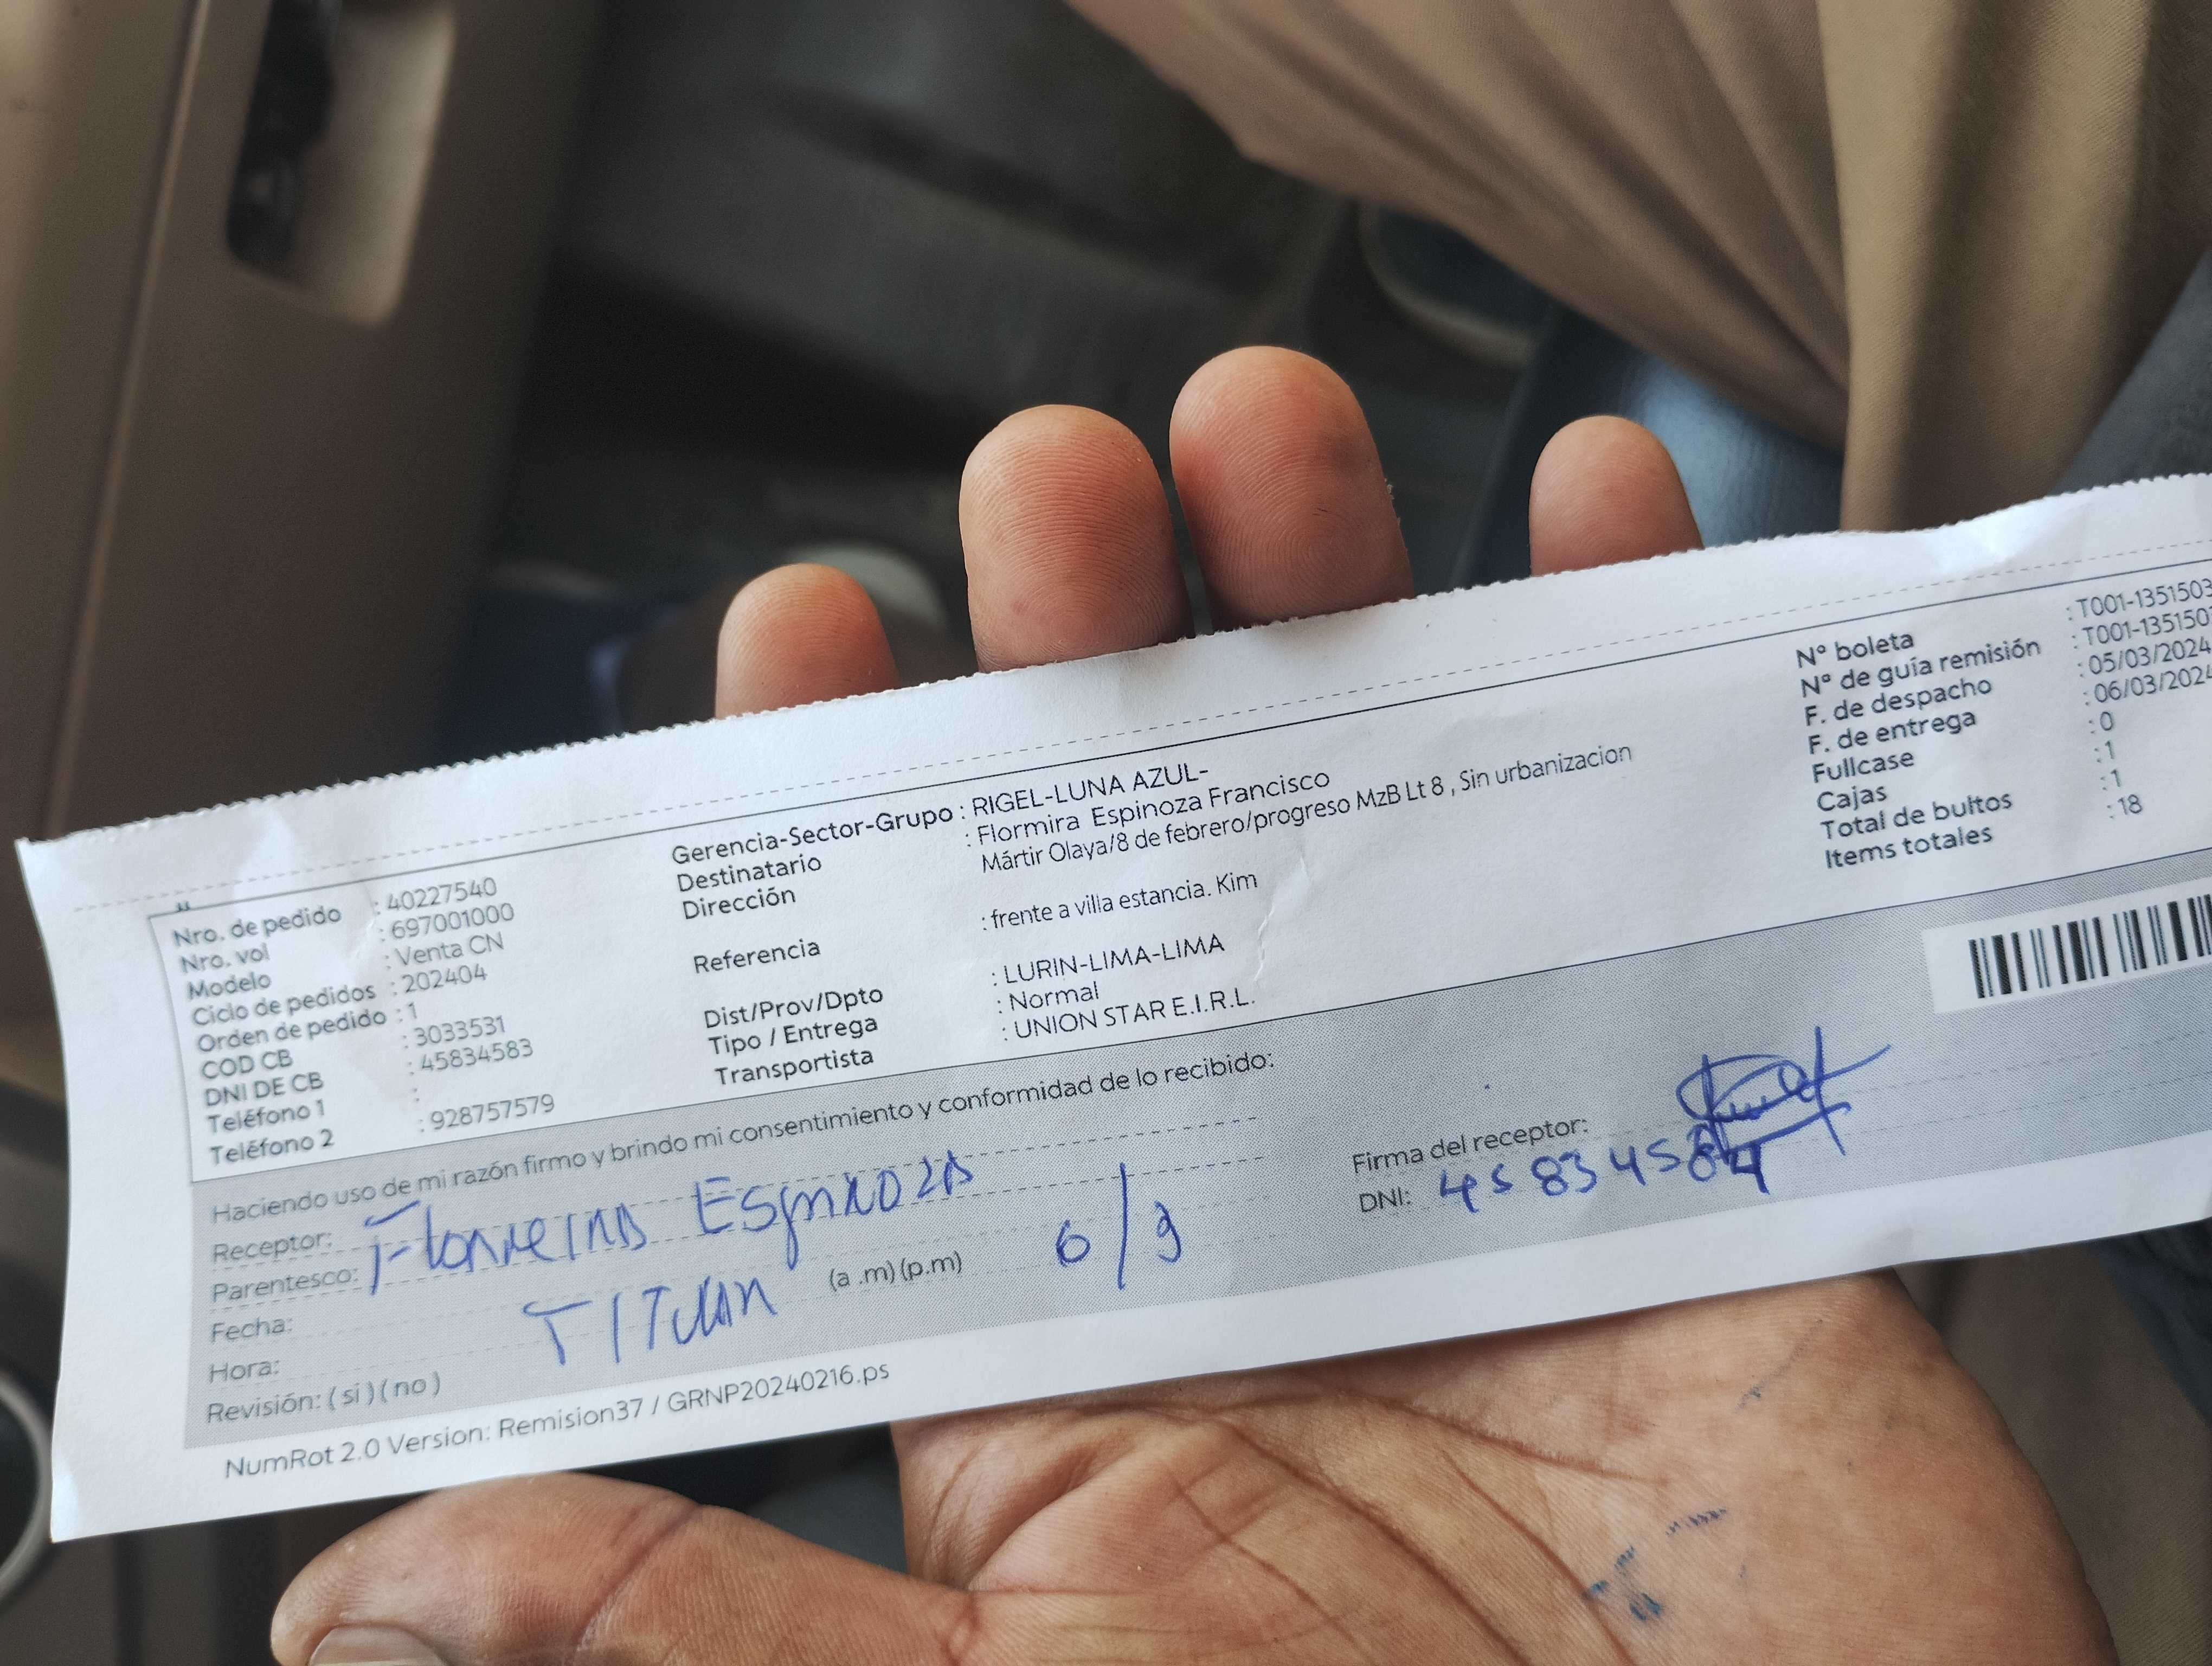 Nro. de pedido : 40227540
Nro. vol : 697001000
Modelo : Venta CN
Ciclo de pedidos : 202404
Orden de pedido : 1
COD CB : 3033531
DNI DE CB : 45834583
Teléfono 1 :
Teléfono 2 : 928757579
Gerencia-Sector-Grupo : RIGEL-LUNA AZUL-
Destinatario : Flormira Espinoza Francisco
Dirección Mártir Olaya/8 de febrero/progreso MzB Lt 8 , Sin urbanizacion
Referencia : frente a villa estancia. Kim
Dist/Prov/Dpto : LURIN-LIMA-LIMA
Tipo / Entrega : Normal
Transportista : UNION STAR E.I.R.L.
N° boleta : T001-1351503
N° de guía remisión : T001-135150
F. de despacho : 05/03/2024
F. de entrega : 06/03/2024
Fullcase : 0
Cajas : 1
Total de bultos : 1
Items totales : 18
Haciendo uso de mi razón firmo y brindo mi consentimiento y conformidad de lo recibido:
Receptor:
Parentesco:
Fecha:
Hora: (a .m) (p.m) 6/3
Revisión: ( si ) ( no )
Firma del receptor:
DNI:
NumRot 2.0 Version: Remision37 / GRNP20240216.ps